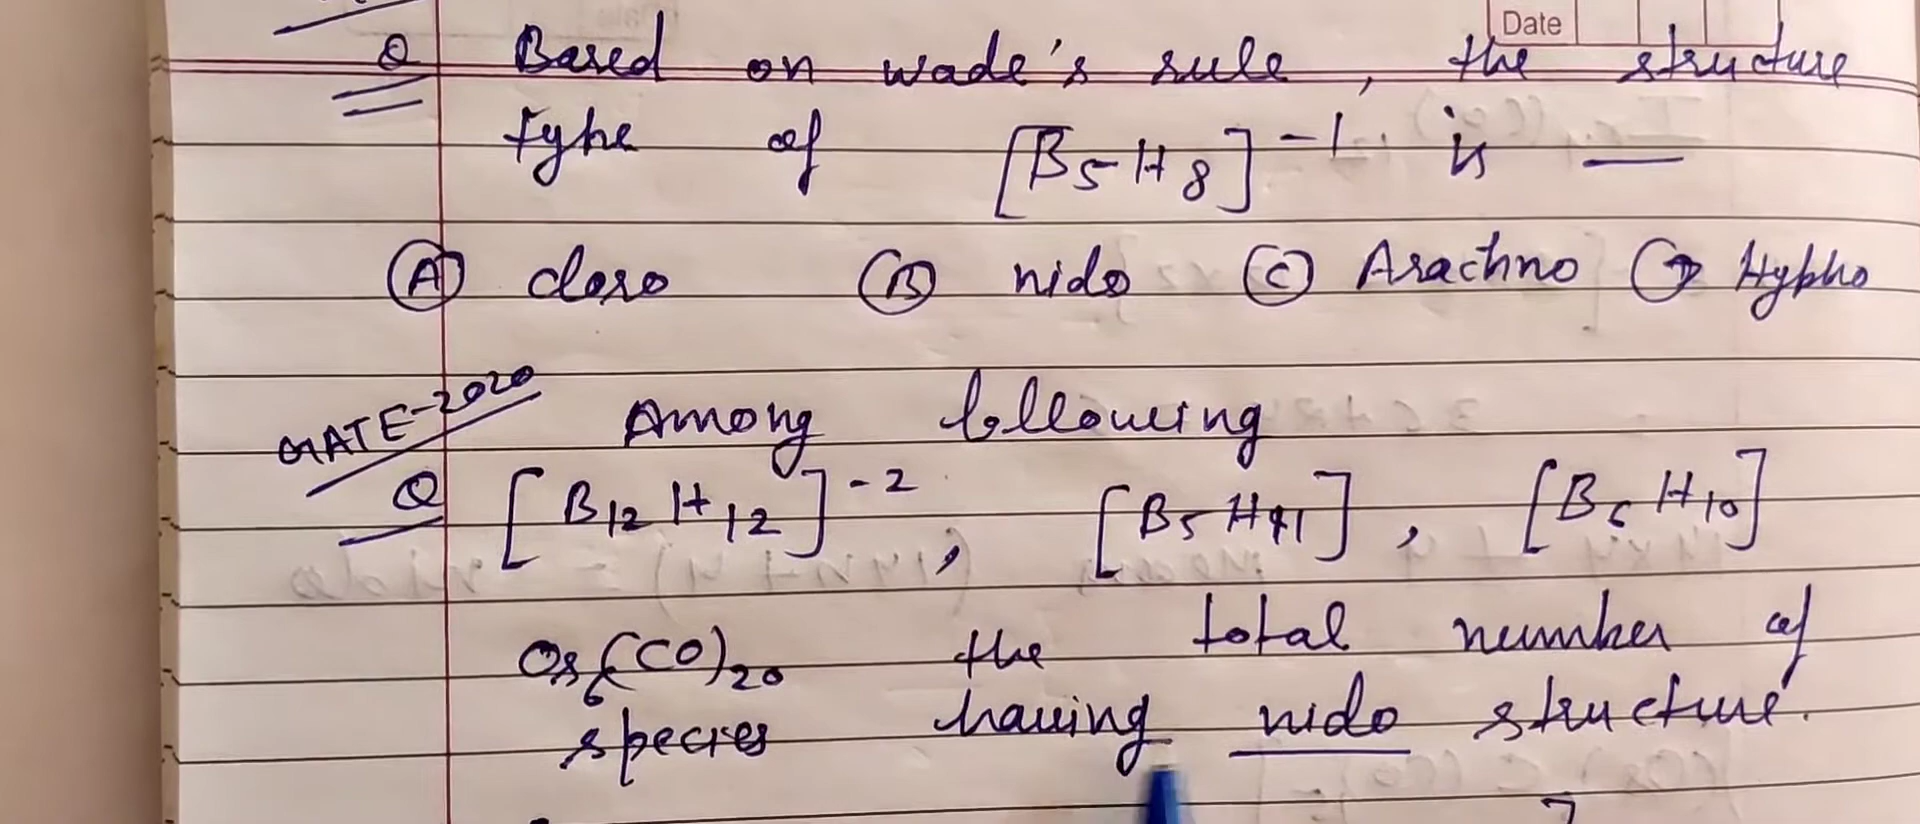 Date
Q Based on wade's rule, the structure
type of [B5H8]-1 is —
(A) closo (B) nido (C) Arachno (D) Hypho
GATE-2020
Among following
Q [B12H12]-2, [B5H11], [B6H10]
Os6(CO)20 the total number of
species having nido structure.